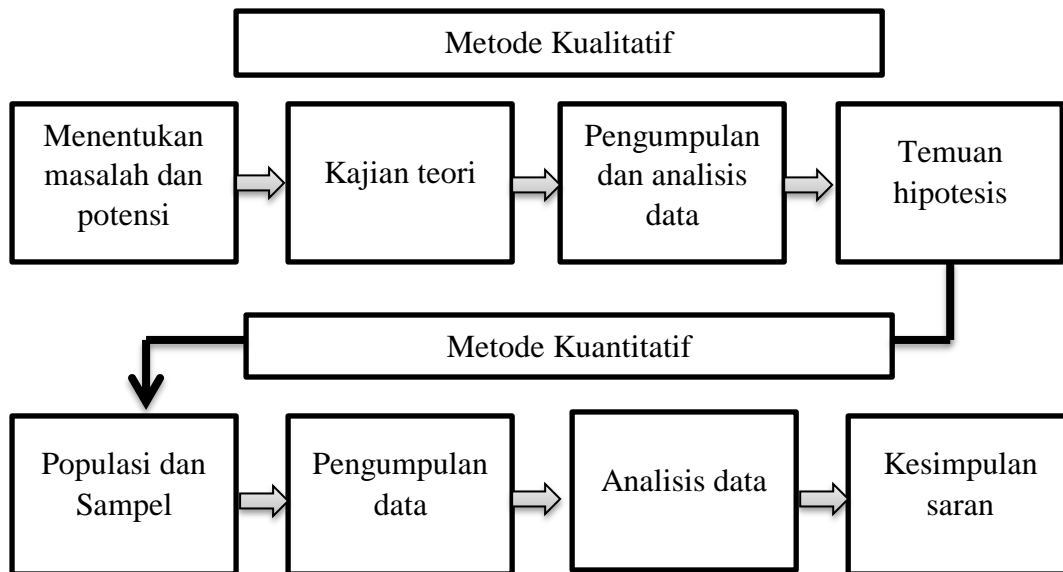 Metode Kualitatif
Menentukan
masalah dan
potensi
Kajian teori
Pengumpulan
dan analisis
data
Temuan
hipotesis
Metode Kuantitatif
Populasi dan
Sampel
Pengumpulan
data
Analisis data
Kesimpulan
saran